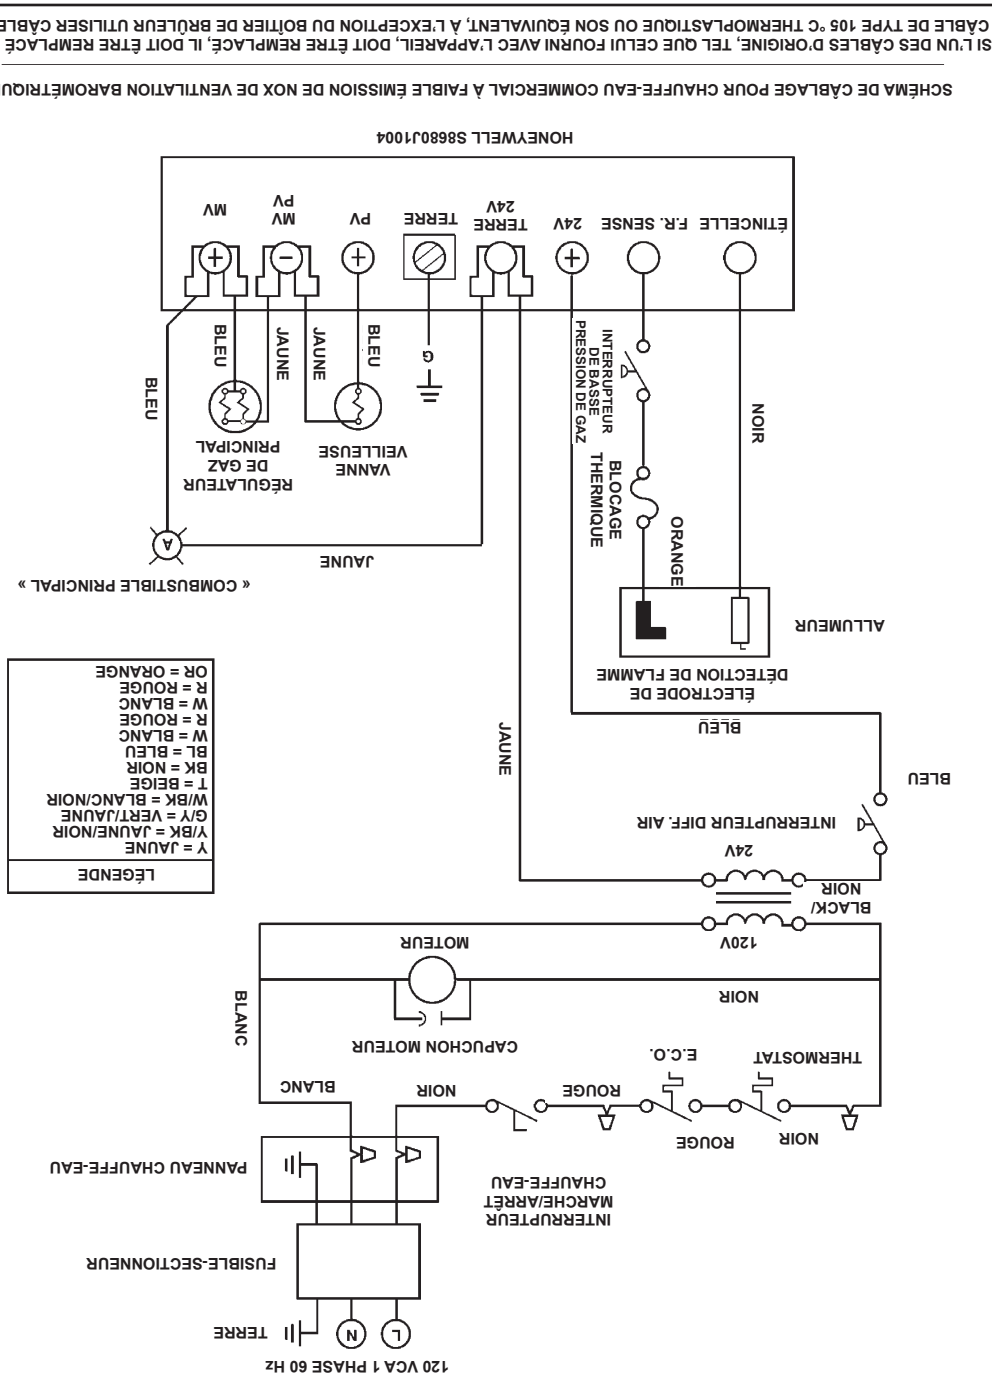 120 VCA 1 PHASE 60 Hz
L
N
TERRE
FUSIBLE-SECTIONNEUR
INTERRUPTEUR
MARCHE/ARRÊT
CHAUFFE-EAU
PANNEAU CHAUFFE-EAU
NOIR
ROUGE
ROUGE
NOIR
BLANC
THERMOSTAT
E.C.O.
CAPUCHON MOTEUR
BLANC
NOIR
MOTEUR
120V
BLACK/
NOIR
24V
INTERRUPTEUR DIFF. AIR
BLEU
BLEU
JAUNE
LÉGENDE
Y = JAUNE
Y/BK = JAUNE/NOIR
G/Y = VERT/JAUNE
W/BK = BLANC/NOIR
T = BEIGE
BK = NOIR
BL = BLEU
W = BLANC
R = ROUGE
W = BLANC
R = ROUGE
OR = ORANGE
ÉLECTRODE DE
DÉTECTION DE FLAMME
ALLUMEUR
« COMBUSTIBLE PRINCIPAL »
A
JAUNE
ORANGE
BLOCAGE
THERMIQUE
NOIR
INTERRUPTEUR
DE BASSE
PRESSION DE GAZ
VANNE
VEILLEUSE
RÉGULATEUR
DE GAZ
PRINCIPAL
G
BLEU
JAUNE
JAUNE
BLEU
BLEU
ÉTINCELLE
F.R. SENSE
24V
TERRE
24V
TERRE
PV
MV
PV
MV
HONEYWELL S8680J1004
SCHÉMA DE CÂBLAGE POUR CHAUFFE-EAU COMMERCIAL À FAIBLE ÉMISSION DE NOX DE VENTILATION BAROMÉTRIQU
SI L'UN DES CÂBLES D'ORIGINE, TEL QUE CELUI FOURNI AVEC L'APPAREIL, DOIT ÊTRE REMPLACÉ, IL DOIT ÊTRE REMPLACÉ
CÂBLE DE TYPE 105 °C THERMOPLASTIQUE OU SON ÉQUIVALENT, À L'EXCEPTION DU BOÎTIER DE BRÛLEUR UTILISER CÂBLE